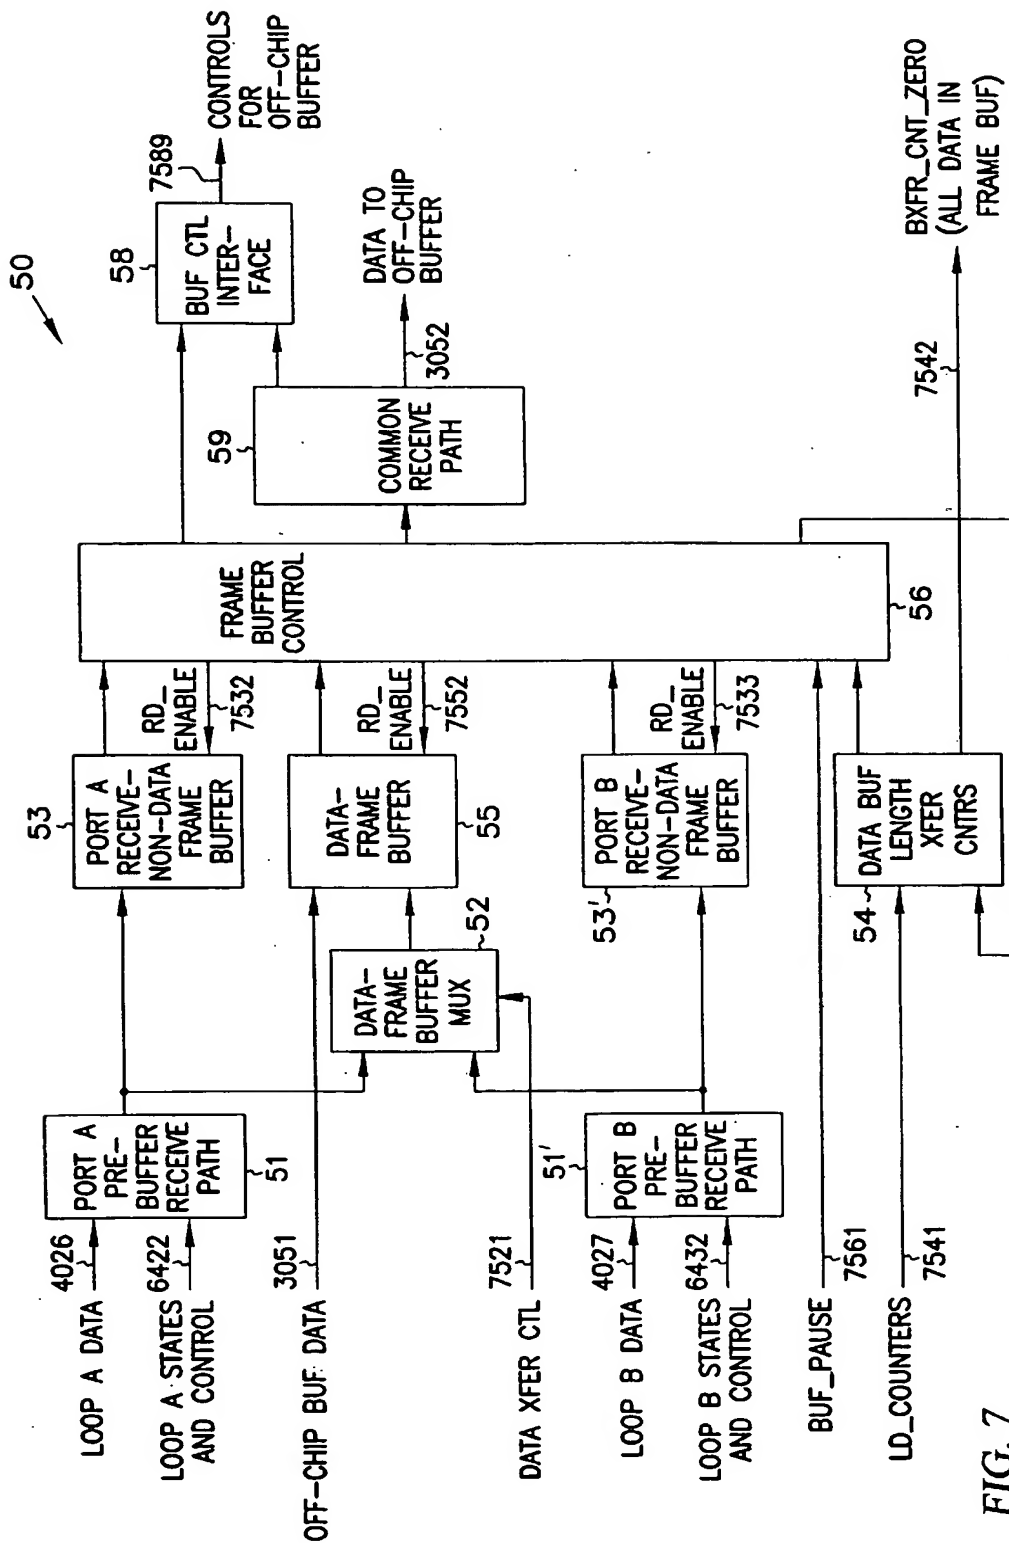 50
LOOP A DATA
4026
LOOP A STATES
AND CONTROL
6422
PORT A
PRE-
BUFFER
RECEIVE
PATH
51
OFF-CHIP BUF DATA
3051
DATA XFER CTL
7521
LOOP B DATA
4027
LOOP B STATES
AND CONTROL
6432
PORT B
PRE-
BUFFER
RECEIVE
PATH
51'
BUF_PAUSE
7561
LD_COUNTERS
7541
DATA-
FRAME
BUFFER
MUX
52
53
PORT A
RECEIVE-
NON-DATA
FRAME
BUFFER
RD_
ENABLE
7532
DATA-
FRAME
BUFFER
55
RD_
ENABLE
7552
53'
PORT B
RECEIVE-
NON-DATA
FRAME
BUFFER
RD_
ENABLE
7533
54
DATA BUF
LENGTH
XFER
CNTRS
FRAME
BUFFER
CONTROL
56
59
COMMON
RECEIVE
PATH
3052
DATA TO
OFF-CHIP
BUFFER
58
BUF CTL
INTER-
FACE
7589
CONTROLS
FOR
OFF-CHIP
BUFFER
7542
BXFR_CNT_ZERO
(ALL DATA IN
FRAME BUF)
FIG. 7